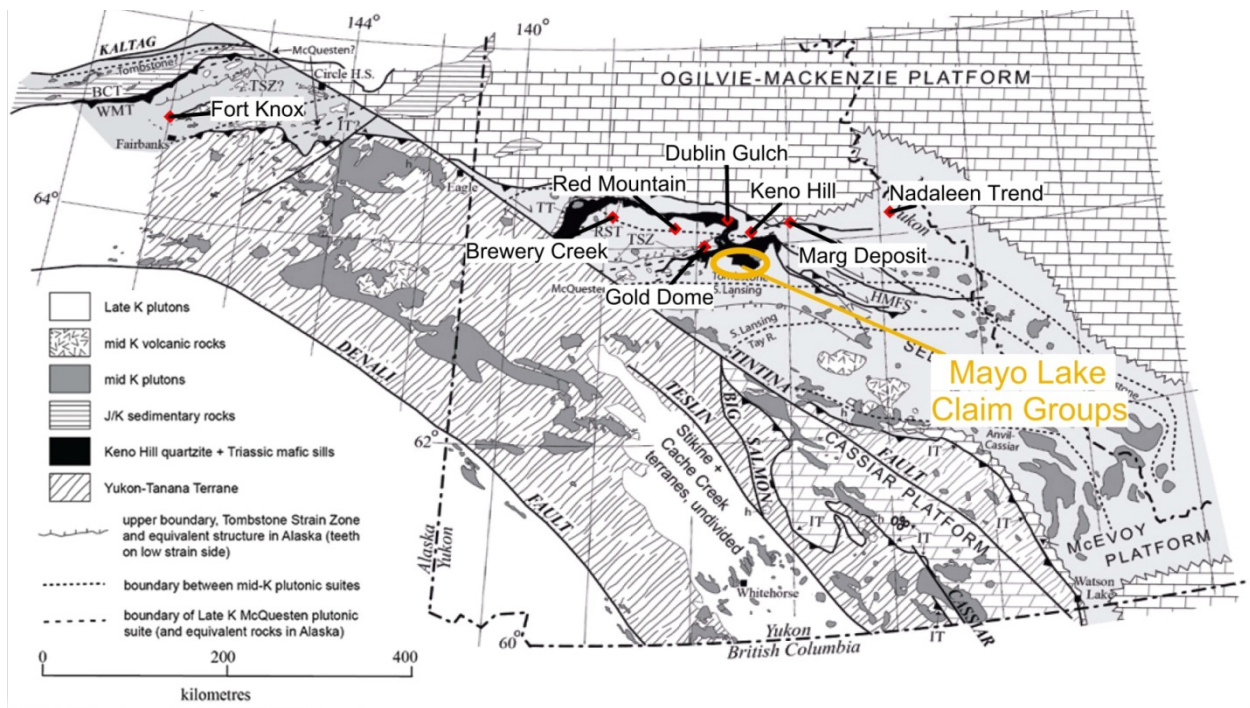 144°
140°
KALTAG
McQuesten?
Tombstone?
Circle H.S.
OGILVIE-MACKENZIE PLATFORM
BCT
TSZ?
WMT
Fort Knox
Fairbanks
IT
Dublin Gulch
Eagle
Red Mountain
Keno Hill
Nadaleen Trend
64°
TT
Yukon
RST
Brewery Creek
TSZ
Marg Deposit
McQuesten
Tombstone
S. Lansing
Gold Dome
HMFS
S. Lansing
Tay R.
SEL
Mayo Lake
Claim Groups
DENALI
TINTINA
TESLIN
BIG
SALMON
FAULT
CASSIAR PLATFORM
Anvil-
Cassiar
62°
Stikine +
Cache Creek
terranes, undivided
FAULT
h
h
h
h
IT
IT
IT
IT
IT
IT
McEVOY
PLATFORM
Alaska
Yukon
Whitehorse
Watson
Lake
CASSIAR
60°
Yukon
British Columbia
Late K plutons
mid K volcanic rocks
mid K plutons
J/K sedimentary rocks
Keno Hill quartzite + Triassic mafic sills
Yukon-Tanana Terrane
upper boundary, Tombstone Strain Zone
and equivalent structure in Alaska (teeth
on low strain side)
boundary between mid-K plutonic suites
boundary of Late K McQuesten plutonic
suite (and equivalent rocks in Alaska)
0
200
400
kilometres